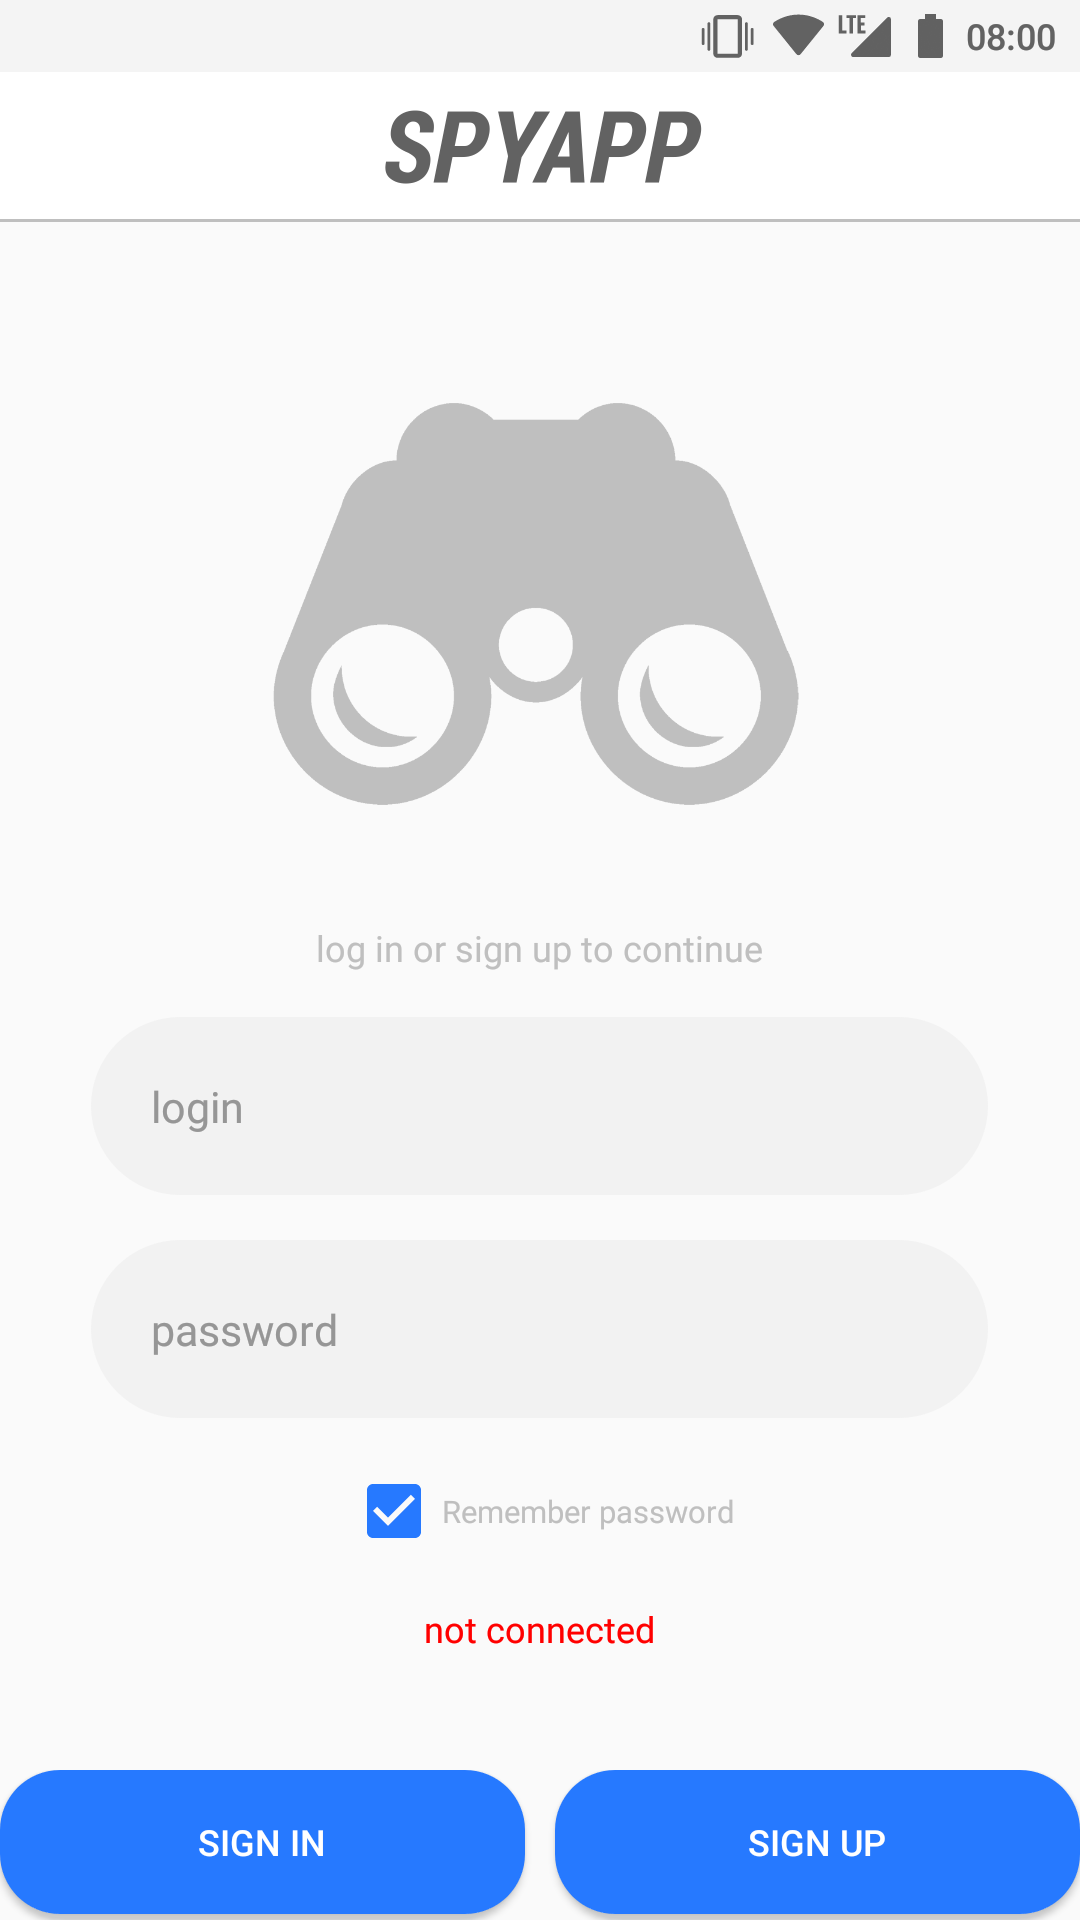 LTE 08:00
SPYAPP
log in or sign up to continue
login
password
Remember password
not connected
SIGN IN SIGN UP